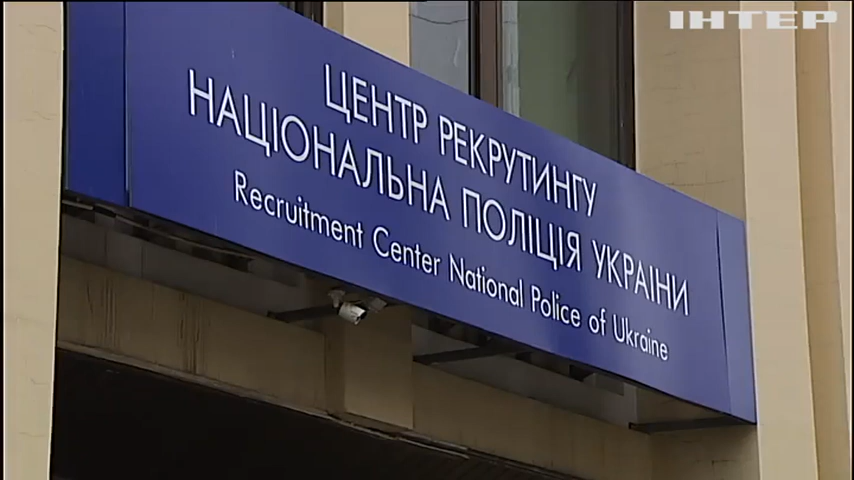 ІНТЕР
ЦЕНТР РЕКРУТИНГУ
НАЦІОНАЛЬНА ПОЛІЦІЯ УКРАЇНИ
Recruitment Center National Police of Ukraine